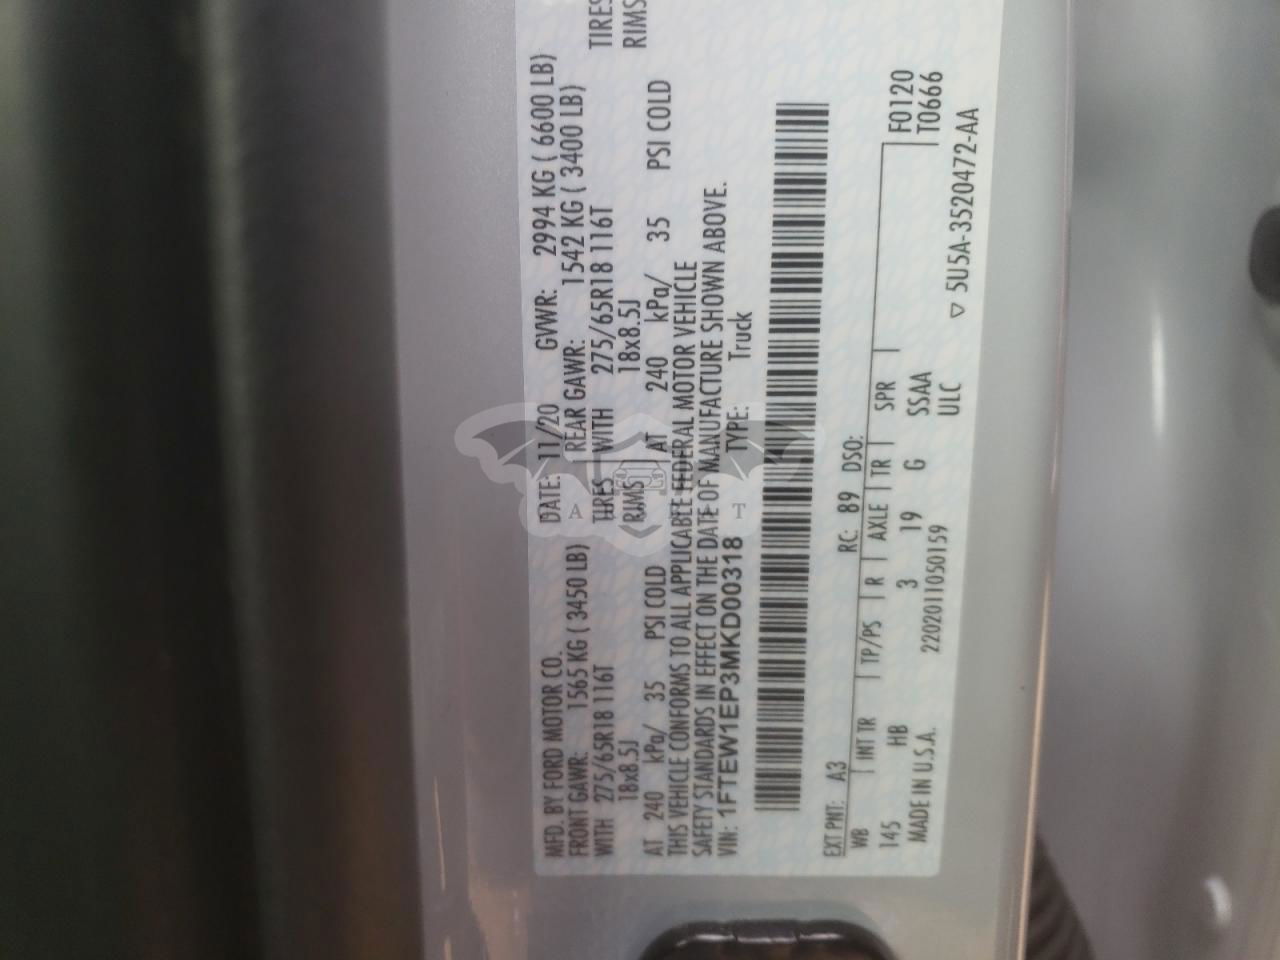 MFD. BY FORD MOTOR CO. DATE: 11/20 GVWR: 2994 KG ( 6600 LB)
FRONT GAWR: 1565 KG ( 3450 LB) REAR GAWR: 1542 KG ( 3400 LB)
WITH 275/65R18 116T TIRES WITH 275/65R18 116T TIRES
18x8.5J RIMS 18x8.5J RIMS
AT 240 kPa/ 35 PSI COLD AT 240 kPa/ 35 PSI COLD
THIS VEHICLE CONFORMS TO ALL APPLICABLE FEDERAL MOTOR VEHICLE
SAFETY STANDARDS IN EFFECT ON THE DATE OF MANUFACTURE SHOWN ABOVE.
VIN: 1FTEW1EP3MKD00318 TYPE: Truck
EXT PNT: A3 RC: 89 DSO:
WB INT TR TP/PS R AXLE TR SPR F0120
145 HB 3 19 G SSAA T0666
MADE IN U.S.A. 2202011050159 ULC
▽ 5U5A-3520472-AA